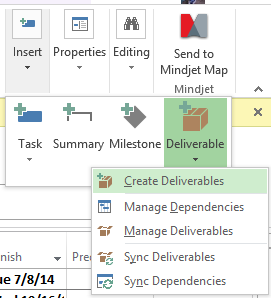 Insert
Properties
Editing
Send to
Mindjet Map
Mindjet
Task
Summary
Milestone
Deliverable
Create Deliverables
Manage Dependencies
Manage Deliverables
Sync Deliverables
Sync Dependencies
nish
Prec
ue 7/8/14